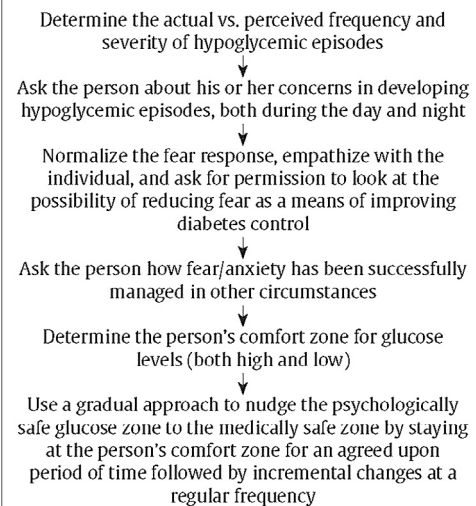 Determine the actual vs. perceived frequency and
severity of hypoglycemic episodes
Ask the person about his or her concerns in developing
hypoglycemic episodes, both during the day and night
Normalize the fear response, empathize with the
individual, and ask for permission to look at the
possibility of reducing fear as a means of improving
diabetes control
Ask the person how fear/anxiety has been successfully
managed in other circumstances
Determine the person's comfort zone for glucose
levels (both high and low)
Use a gradual approach to nudge the psychologically
safe glucose zone to the medically safe zone by staying
at the person's comfort zone for an agreed upon
period of time followed by incremental changes at a
regular frequency